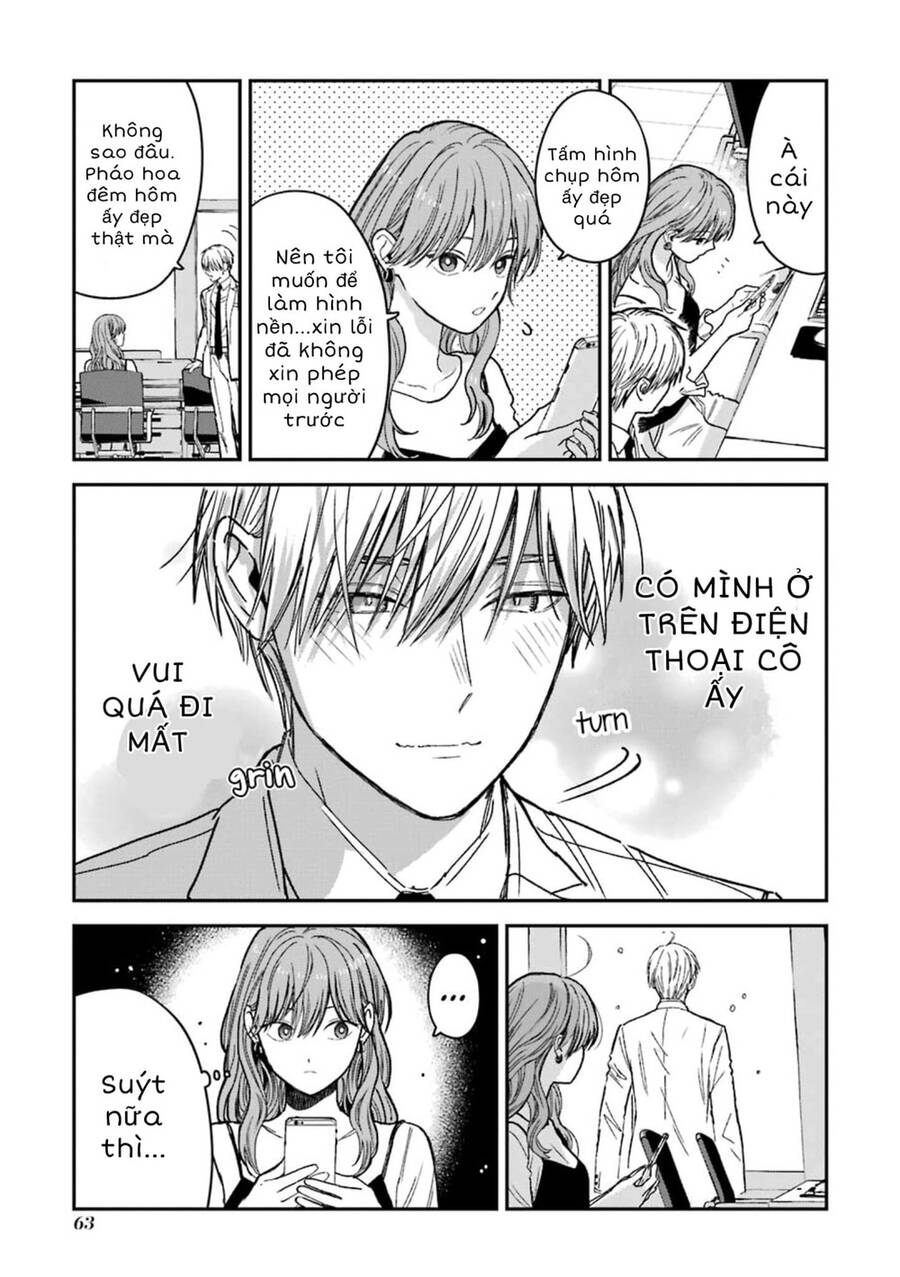 À
cái
này
Tấm hình
chụp hôm
ấy đẹp
quá
Nên tôi
muốn để
làm hình
nền...xin lỗi
đã không
xin phép
mọi người
trước
Không
sao đâu.
Pháo hoa
đêm hôm
ấy đẹp
thật mà
CÓ MÌNH Ở
TRÊN ĐIỆN
THOẠI CÔ
ẤY
turn
VUI
QUÁ ĐI
MẤT
grin
...
Suýt
nữa
thì...
63